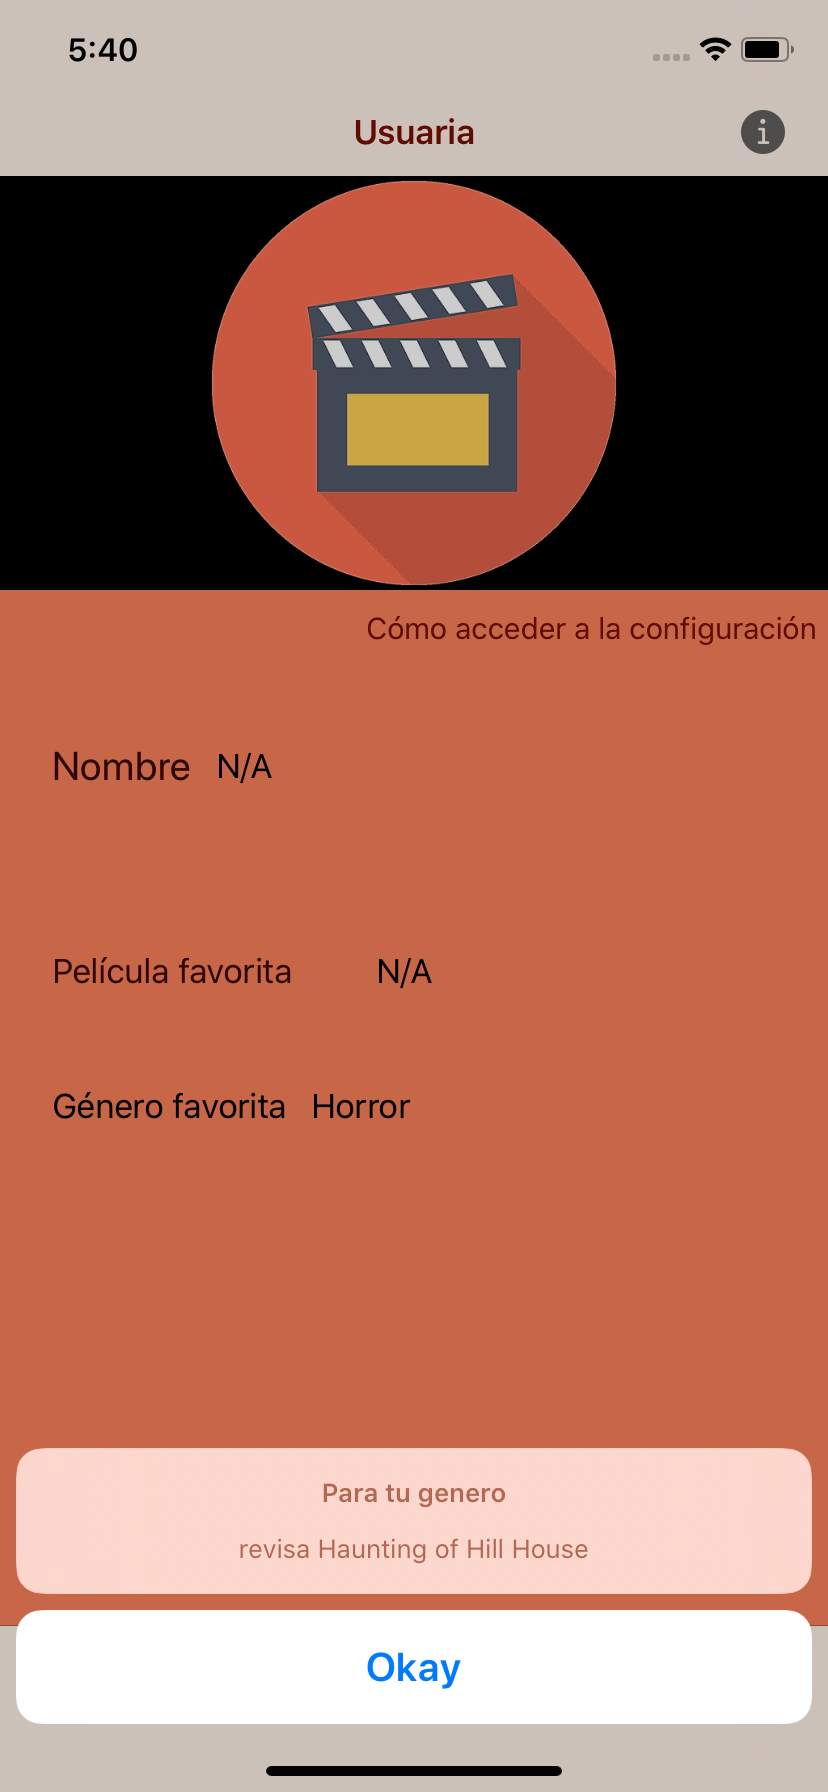 5:40
Usuaria
Cómo acceder a la configuración
Nombre N/A
Película favorita N/A
Género favorita Horror
Para tu genero
revisa Haunting of Hill House
Okay